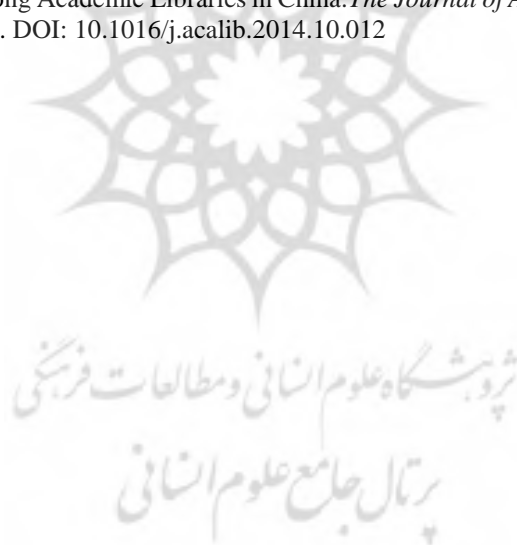 ong Academic Libraries in China.The Journal of A
. DOI: 10.1016/j.acalib.2014.10.012
پژوهشگاه علوم انسانی و مطالعات فرهنگی
پرتال جامع علوم انسانی